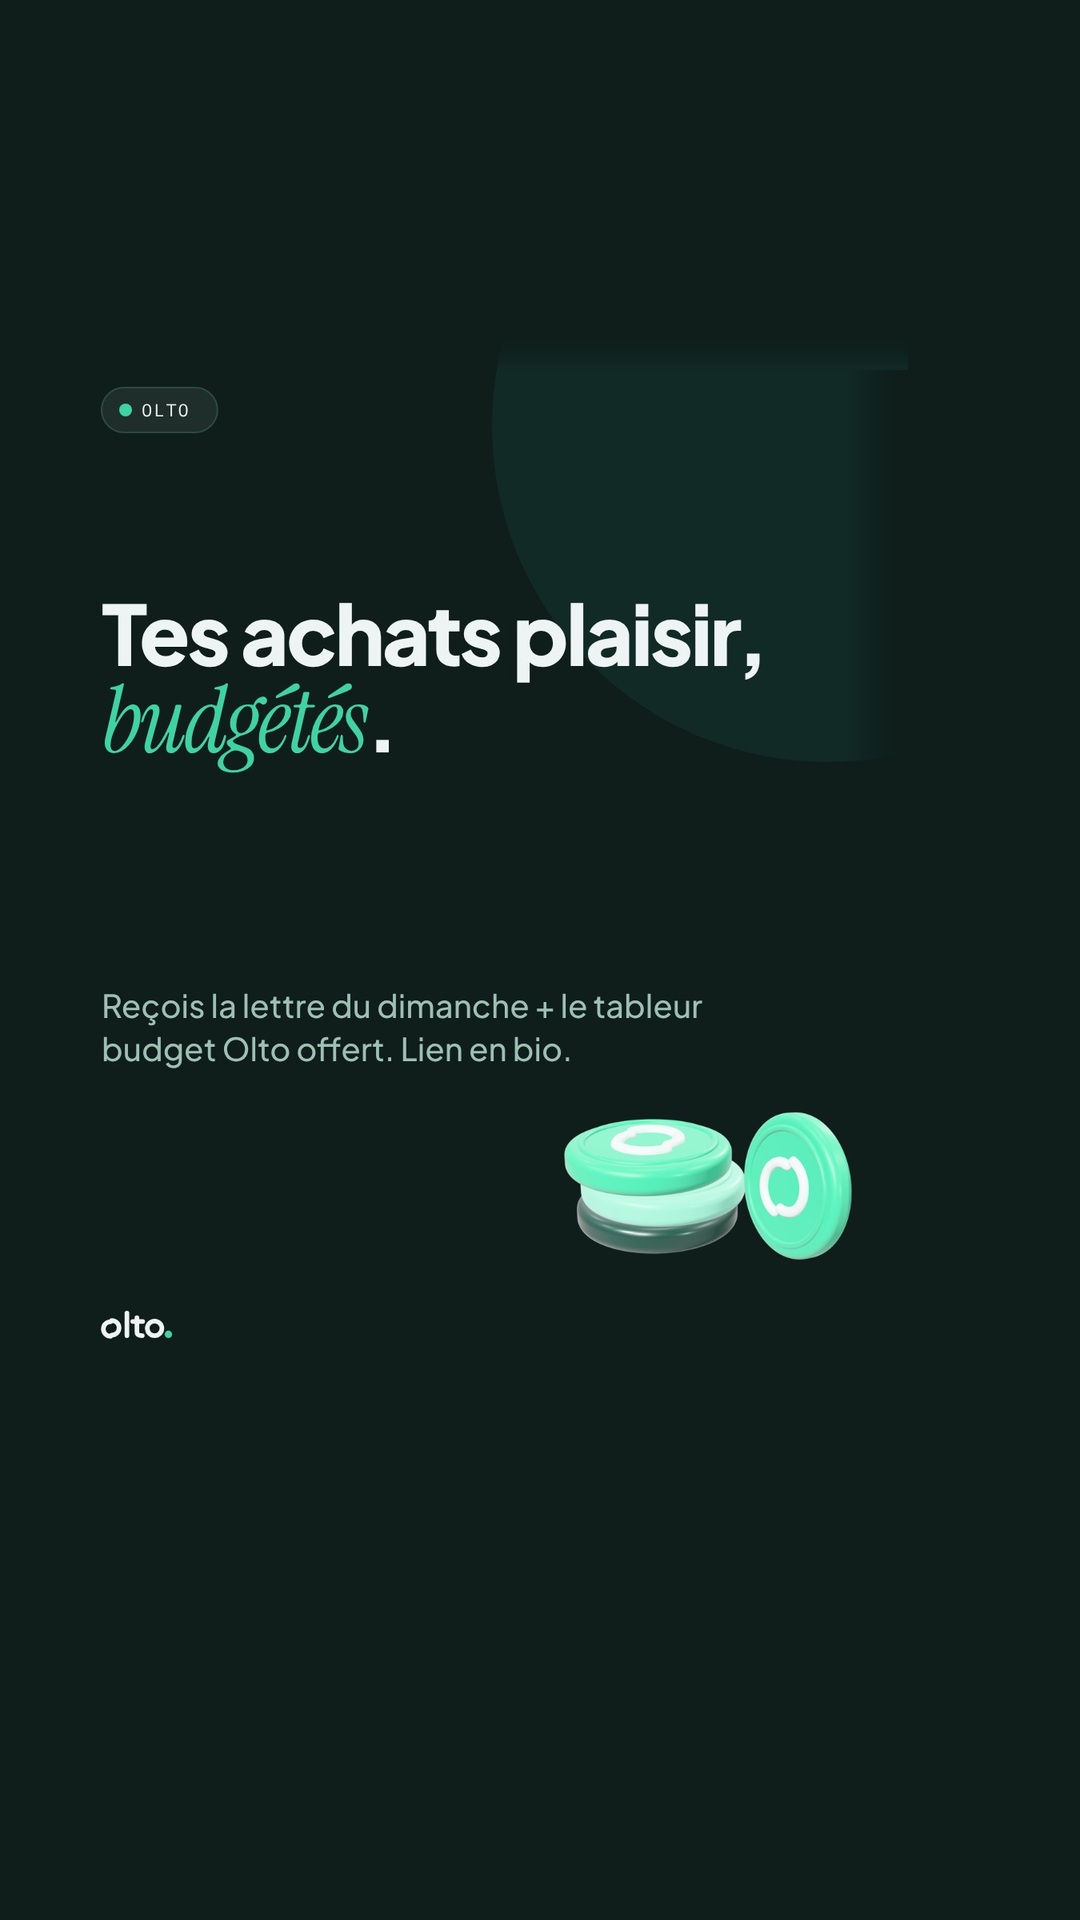 OLTO
Tes achats plaisir,
budgétés.
Reçois la lettre du dimanche + le tableur
budget Olto offert. Lien en bio.
olto.